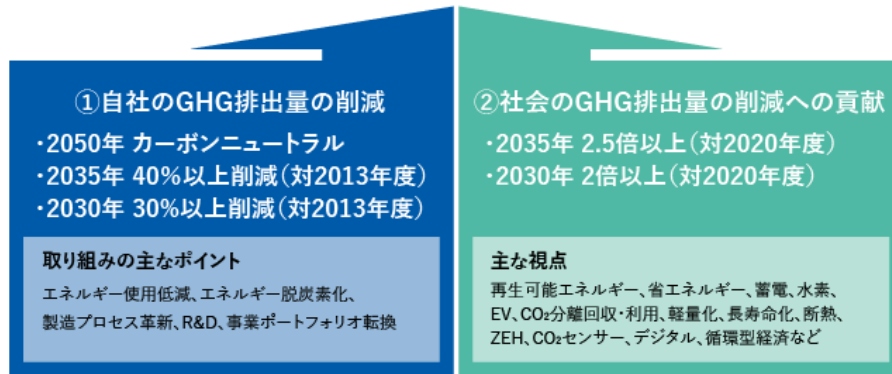 ①自社のGHG排出量の削減
・2050年 カーボンニュートラル
・2035年 40%以上削減(対2013年度)
・2030年 30%以上削減(対2013年度)
取り組みの主なポイント
エネルギー使用低減、エネルギー脱炭素化、
製造プロセス革新、R&D、事業ポートフォリオ転換
②社会のGHG排出量の削減への貢献
・2035年 2.5倍以上(対2020年度)
・2030年 2倍以上(対2020年度)
主な視点
再生可能エネルギー、省エネルギー、蓄電、水素、
EV、CO₂分離回収・利用、軽量化、長寿命化、断熱、
ZEH、CO₂センサー、デジタル、循環型経済など